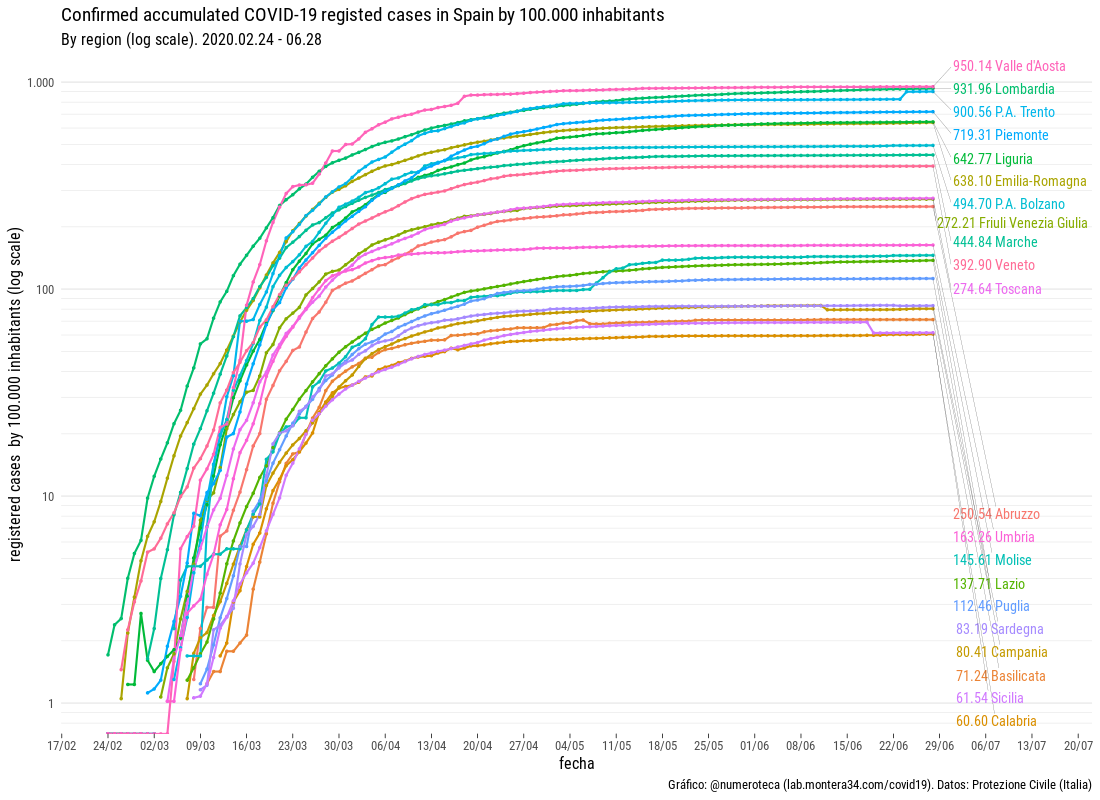 Confirmed accumulated COVID-19 registed cases in Spain by 100.000 inhabitants
By region (log scale). 2020.02.24 - 06.28
registered cases by 100.000 inhabitants (log scale)
1.000
100
10
1
950.14 Valle d'Aosta
931.96 Lombardia
900.56 P.A. Trento
719.31 Piemonte
642.77 Liguria
638.10 Emilia-Romagna
494.70 P.A. Bolzano
272.21 Friuli Venezia Giulia
444.84 Marche
392.90 Veneto
274.64 Toscana
250.54 Abruzzo
163.26 Umbria
145.61 Molise
137.71 Lazio
112.46 Puglia
83.19 Sardegna
80.41 Campania
71.24 Basilicata
61.54 Sicilia
60.60 Calabria
17/02 24/02 02/03 09/03 16/03 23/03 30/03 06/04 13/04 20/04 27/04 04/05 11/05 18/05 25/05 01/06 08/06 15/06 22/06 29/06 06/07 13/07 20/07
fecha
Gráfico: @numeroteca (lab.montera34.com/covid19). Datos: Protezione Civile (Italia)